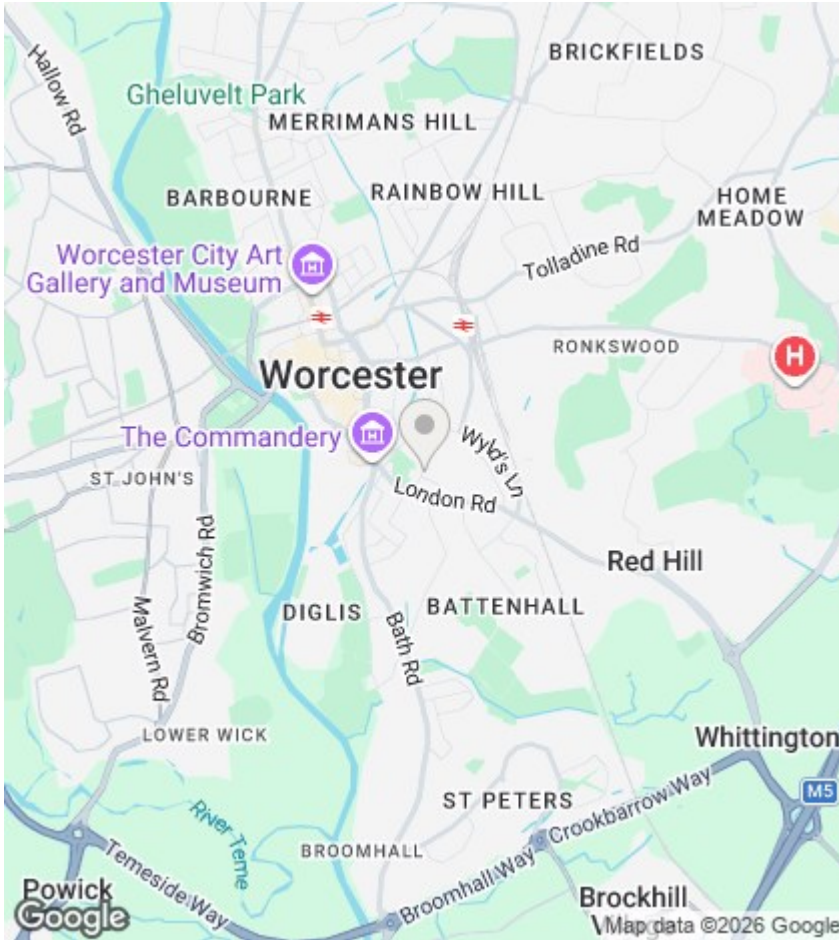 BRICKFIELDS
Hallow Rd
Gheluvelt Park
MERRIMANS HILL
BARBOURNE
RAINBOW HILL
HOME
MEADOW
Worcester City Art
Gallery and Museum
Tolladine Rd
RONKSWOOD
H
Worcester
The Commandery
Wyld's Ln
ST JOHN'S
London Rd
Bromwich Rd
Red Hill
DIGLIS
BATTENHALL
Malvern Rd
Bath Rd
LOWER WICK
Whittington
M5
ST PETERS
Crookbarrow Way
River Teme
BROOMHALL
Temeside Way
Broomhall Way
Powick
Brockhill
Google
Map data ©2026 Google